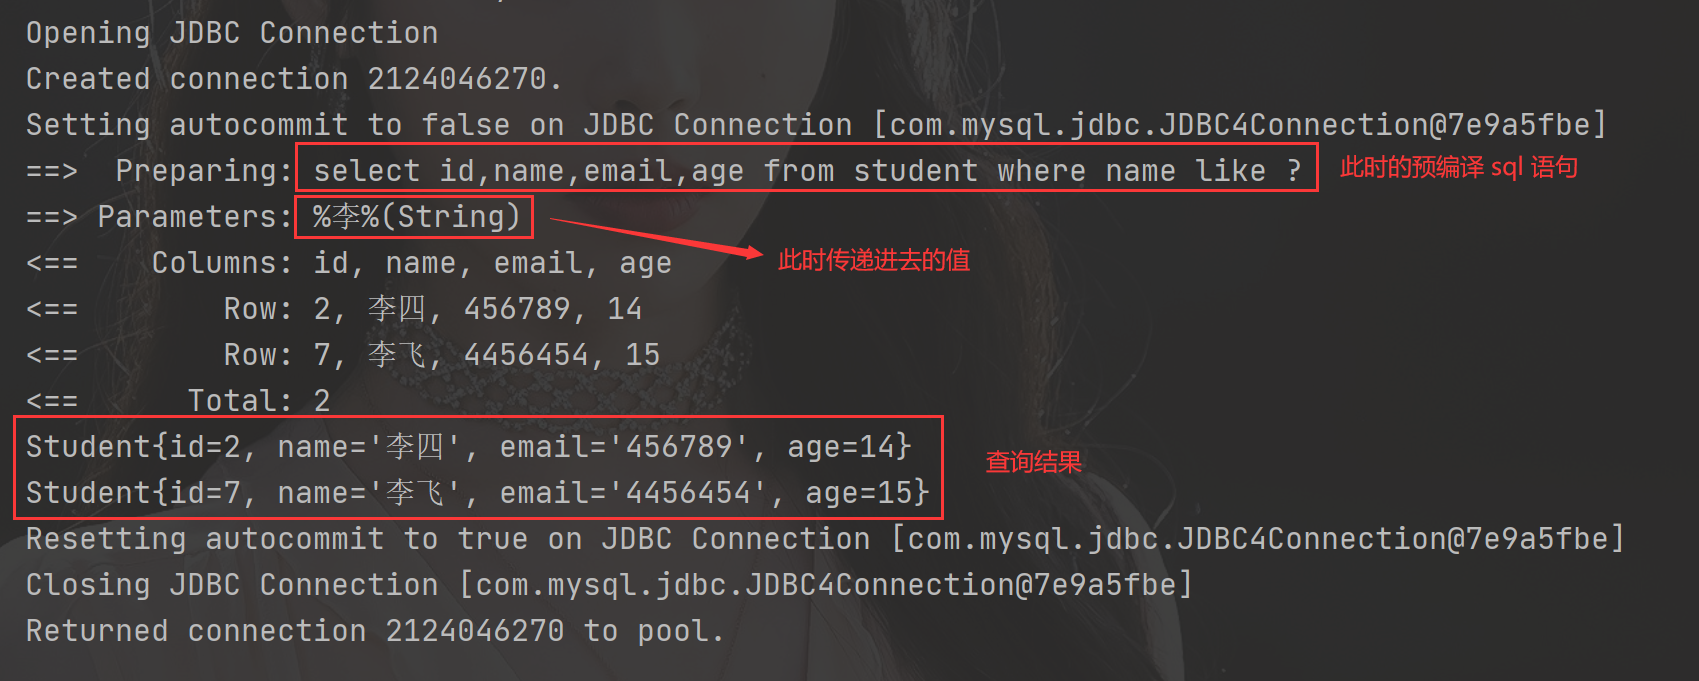 Opening JDBC Connection
Created connection 2124046270.
Setting autocommit to false on JDBC Connection [com.mysql.jdbc.JDBC4Connection@7e9a5fbe]
==>  Preparing: select id,name,email,age from student where name like ? 此时的预编译 sql 语句
==> Parameters: %李%(String)
<==    Columns: id, name, email, age 此时传递进去的值
<==        Row: 2, 李四, 456789, 14
<==        Row: 7, 李飞, 4456454, 15
<==      Total: 2
Student{id=2, name='李四', email='456789', age=14} 查询结果
Student{id=7, name='李飞', email='4456454', age=15}
Resetting autocommit to true on JDBC Connection [com.mysql.jdbc.JDBC4Connection@7e9a5fbe]
Closing JDBC Connection [com.mysql.jdbc.JDBC4Connection@7e9a5fbe]
Returned connection 2124046270 to pool.